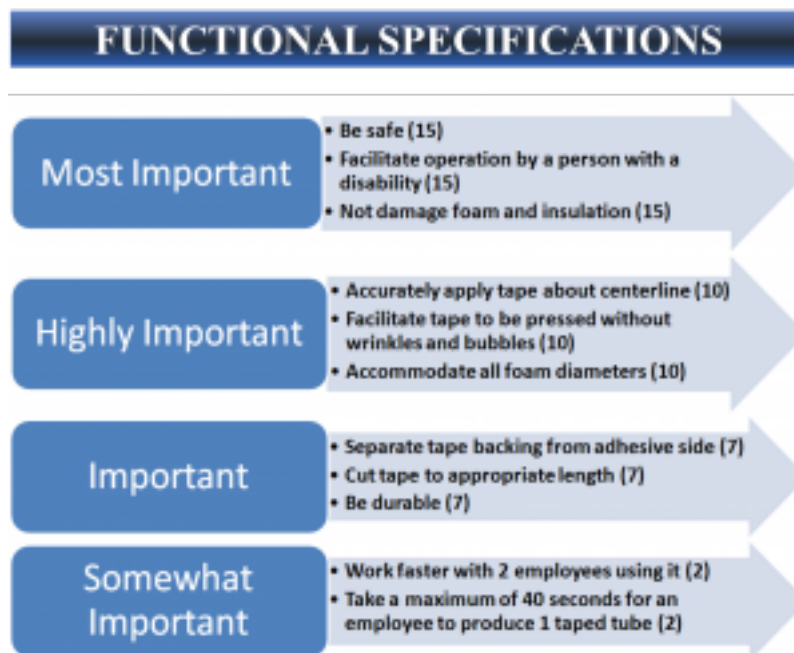 FUNCTIONAL SPECIFICATIONS
Most Important
• Be safe (15)
• Facilitate operation by a person with a
disability (15)
• Not damage foam and insulation (15)
Highly Important
• Accurately apply tape about centerline (10)
• Facilitate tape to be pressed without
wrinkles and bubbles (10)
• Accommodate all foam diameters (10)
Important
• Separate tape backing from adhesive side (7)
• Cut tape to appropriate length (7)
• Be durable (7)
Somewhat
Important
• Work faster with 2 employees using it (2)
• Take a maximum of 40 seconds for an
employee to produce 1 taped tube (2)